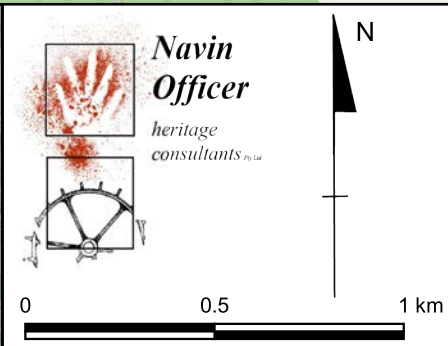 Navin
Officer
heritage
consultants Pty Ltd
N
0 0.5 1 km